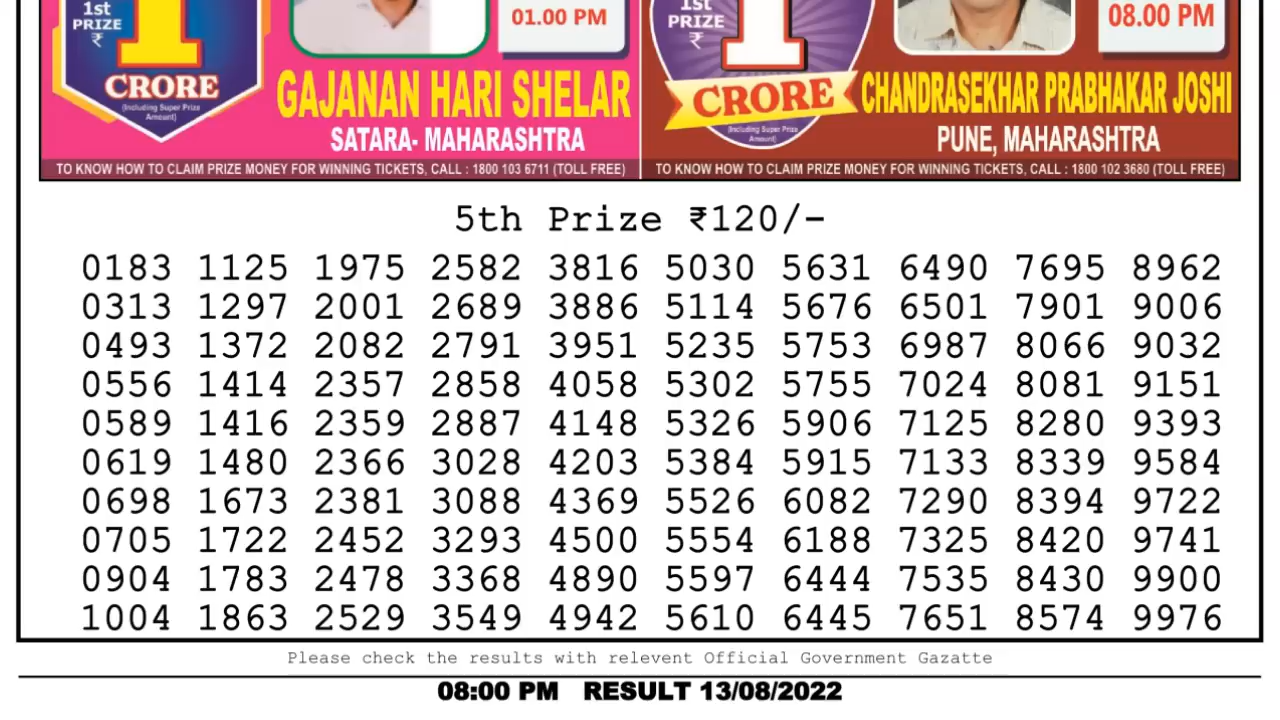 1st
PRIZE
₹
1
CRORE
(Including Super Prize
Amount)
01.00 PM
GAJANAN HARI SHELAR
SATARA- MAHARASHTRA
TO KNOW HOW TO CLAIM PRIZE MONEY FOR WINNING TICKETS, CALL : 1800 103 6711 (TOLL FREE)
1st
PRIZE
₹
1
CRORE
(Including Super Prize
Amount)
08.00 PM
CHANDRASEKHAR PRABHAKAR JOSHI
PUNE, MAHARASHTRA
TO KNOW HOW TO CLAIM PRIZE MONEY FOR WINNING TICKETS, CALL : 1800 102 3680 (TOLL FREE)
5th Prize ₹120/-
0183 1125 1975 2582 3816 5030 5631 6490 7695 8962
0313 1297 2001 2689 3886 5114 5676 6501 7901 9006
0493 1372 2082 2791 3951 5235 5753 6987 8066 9032
0556 1414 2357 2858 4058 5302 5755 7024 8081 9151
0589 1416 2359 2887 4148 5326 5906 7125 8280 9393
0619 1480 2366 3028 4203 5384 5915 7133 8339 9584
0698 1673 2381 3088 4369 5526 6082 7290 8394 9722
0705 1722 2452 3293 4500 5554 6188 7325 8420 9741
0904 1783 2478 3368 4890 5597 6444 7535 8430 9900
1004 1863 2529 3549 4942 5610 6445 7651 8574 9976
Please check the results with relevent Official Government Gazatte
08:00 PM RESULT 13/08/2022